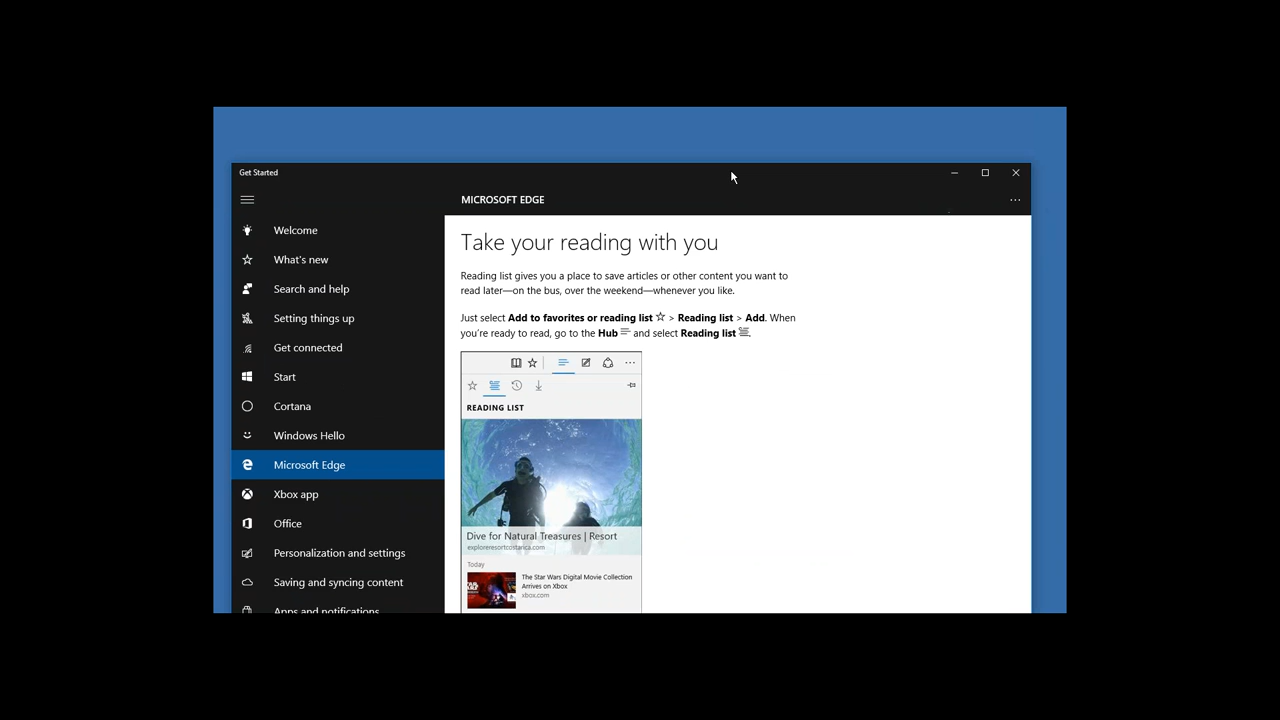 Get Started
MICROSOFT EDGE
Welcome
What's new
Search and help
Setting things up
Get connected
Start
Cortana
Windows Hello
Microsoft Edge
Xbox app
Office
Personalization and settings
Saving and syncing content
Apps and notifications
Take your reading with you
Reading list gives you a place to save articles or other content you want to
read later—on the bus, over the weekend—whenever you like.
Just select Add to favorites or reading list > Reading list > Add. When
you're ready to read, go to the Hub and select Reading list .
READING LIST
Dive for Natural Treasures | Resort
exploreresortcostarica.com
Today
The Star Wars Digital Movie Collection
Arrives on Xbox
xbox.com